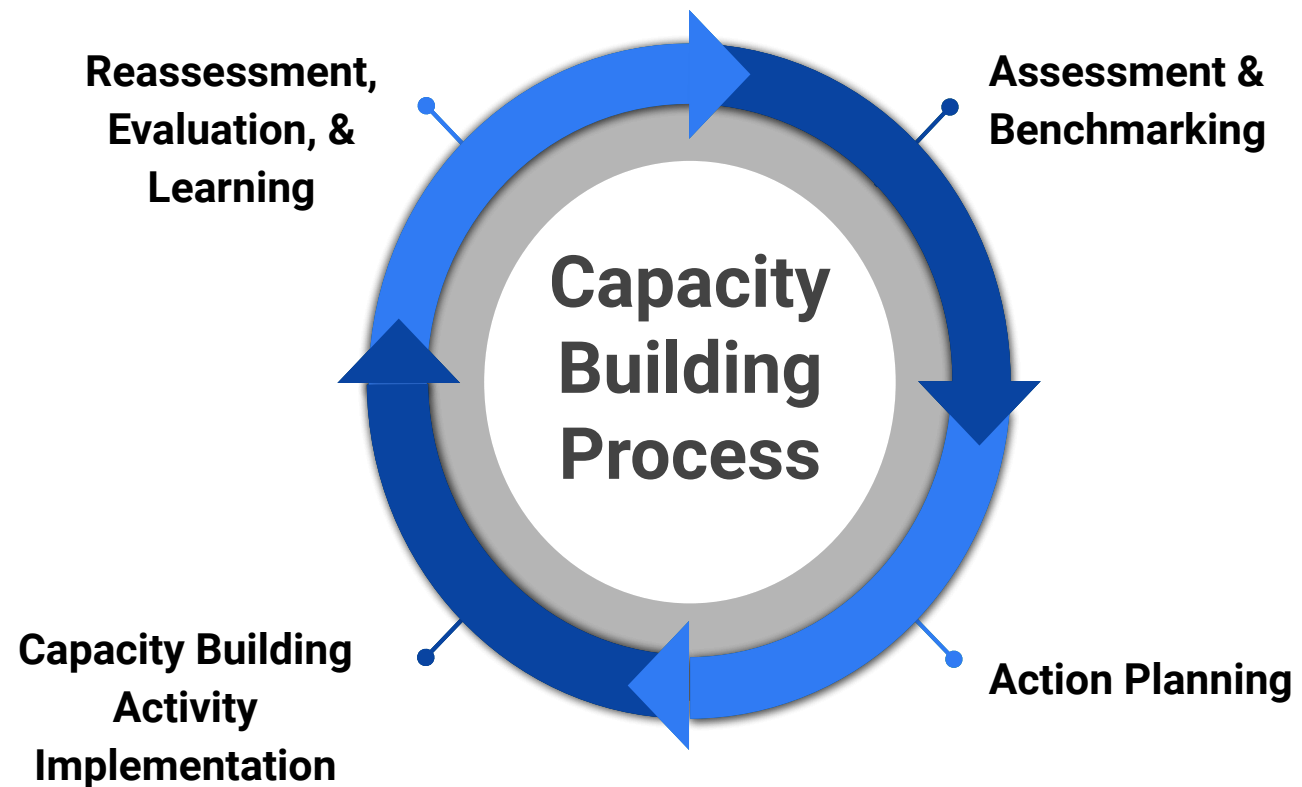 Reassessment,
Evaluation, &
Learning
Assessment &
Benchmarking
Capacity
Building
Process
Capacity Building
Activity
Implementation
Action Planning